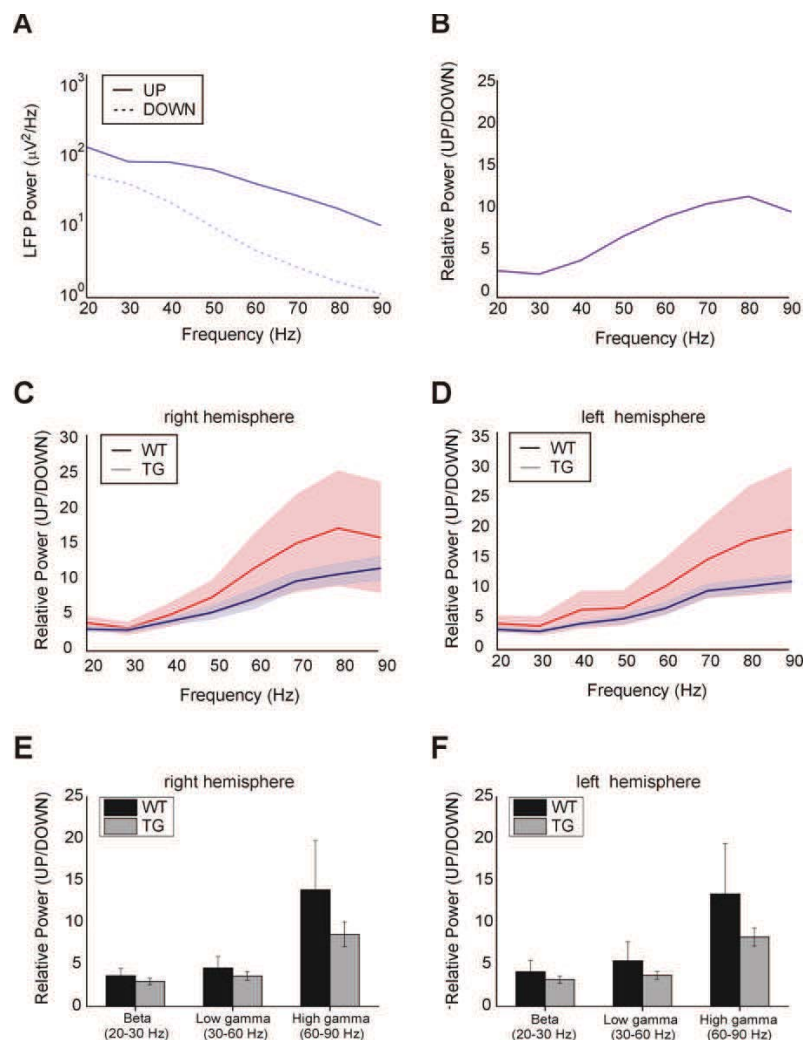 A
LFP Power (µV²/Hz)
10³
10²
10¹
10⁰
UP
DOWN
20 30 40 50 60 70 80 90
Frequency (Hz)
B
Relative Power (UP/DOWN)
25
20
15
10
5
0
20 30 40 50 60 70 80 90
Frequency (Hz)
C
right hemisphere
Relative Power (UP/DOWN)
30
25
20
15
10
5
0
WT
TG
20 30 40 50 60 70 80 90
Frequency (Hz)
D
left hemisphere
Relative Power (UP/DOWN)
35
30
25
20
15
10
5
0
WT
TG
20 30 40 50 60 70 80 90
Frequency (Hz)
E
right hemisphere
Relative Power (UP/DOWN)
25
20
15
10
5
0
WT
TG
Beta Low gamma High gamma
(20-30 Hz) (30-60 Hz) (60-90 Hz)
F
left hemisphere
Relative Power (UP/DOWN)
25
20
15
10
5
0
WT
TG
Beta Low gamma High gamma
(20-30 Hz) (30-60 Hz) (60-90 Hz)